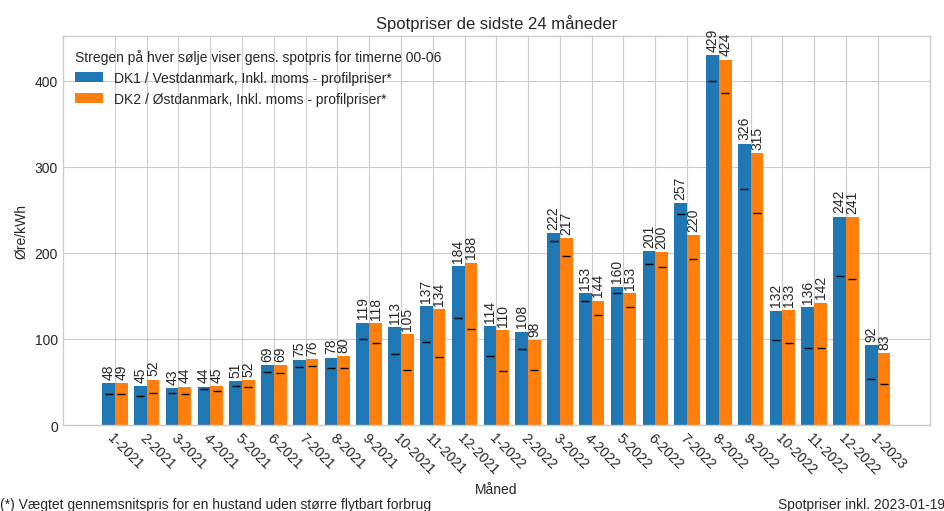 Spotpriser de sidste 24 måneder
Stregen på hver sølje viser gens. spotpris for timerne 00-06
DK1 / Vestdanmark, Inkl. moms - profilpriser*
DK2 / Østdanmark, Inkl. moms - profilpriser*
Øre/kWh
400
300
200
100
0
48 49 45 52 43 44 44 45 51 52 69 69 75 76 78 80 119 118 113 105 137 134 184 188 114 110 108 98 222 217 153 144 160 153 201 200 257 220 429 424 326 315 132 133 136 142 242 241 92 83
1-2021 2-2021 3-2021 4-2021 5-2021 6-2021 7-2021 8-2021 9-2021 10-2021 11-2021 12-2021 1-2022 2-2022 3-2022 4-2022 5-2022 6-2022 7-2022 8-2022 9-2022 10-2022 11-2022 12-2022 1-2023
Måned
(*) Vægtet gennemsnitspris for en hustand uden større flytbart forbrug
Spotpriser inkl. 2023-01-19